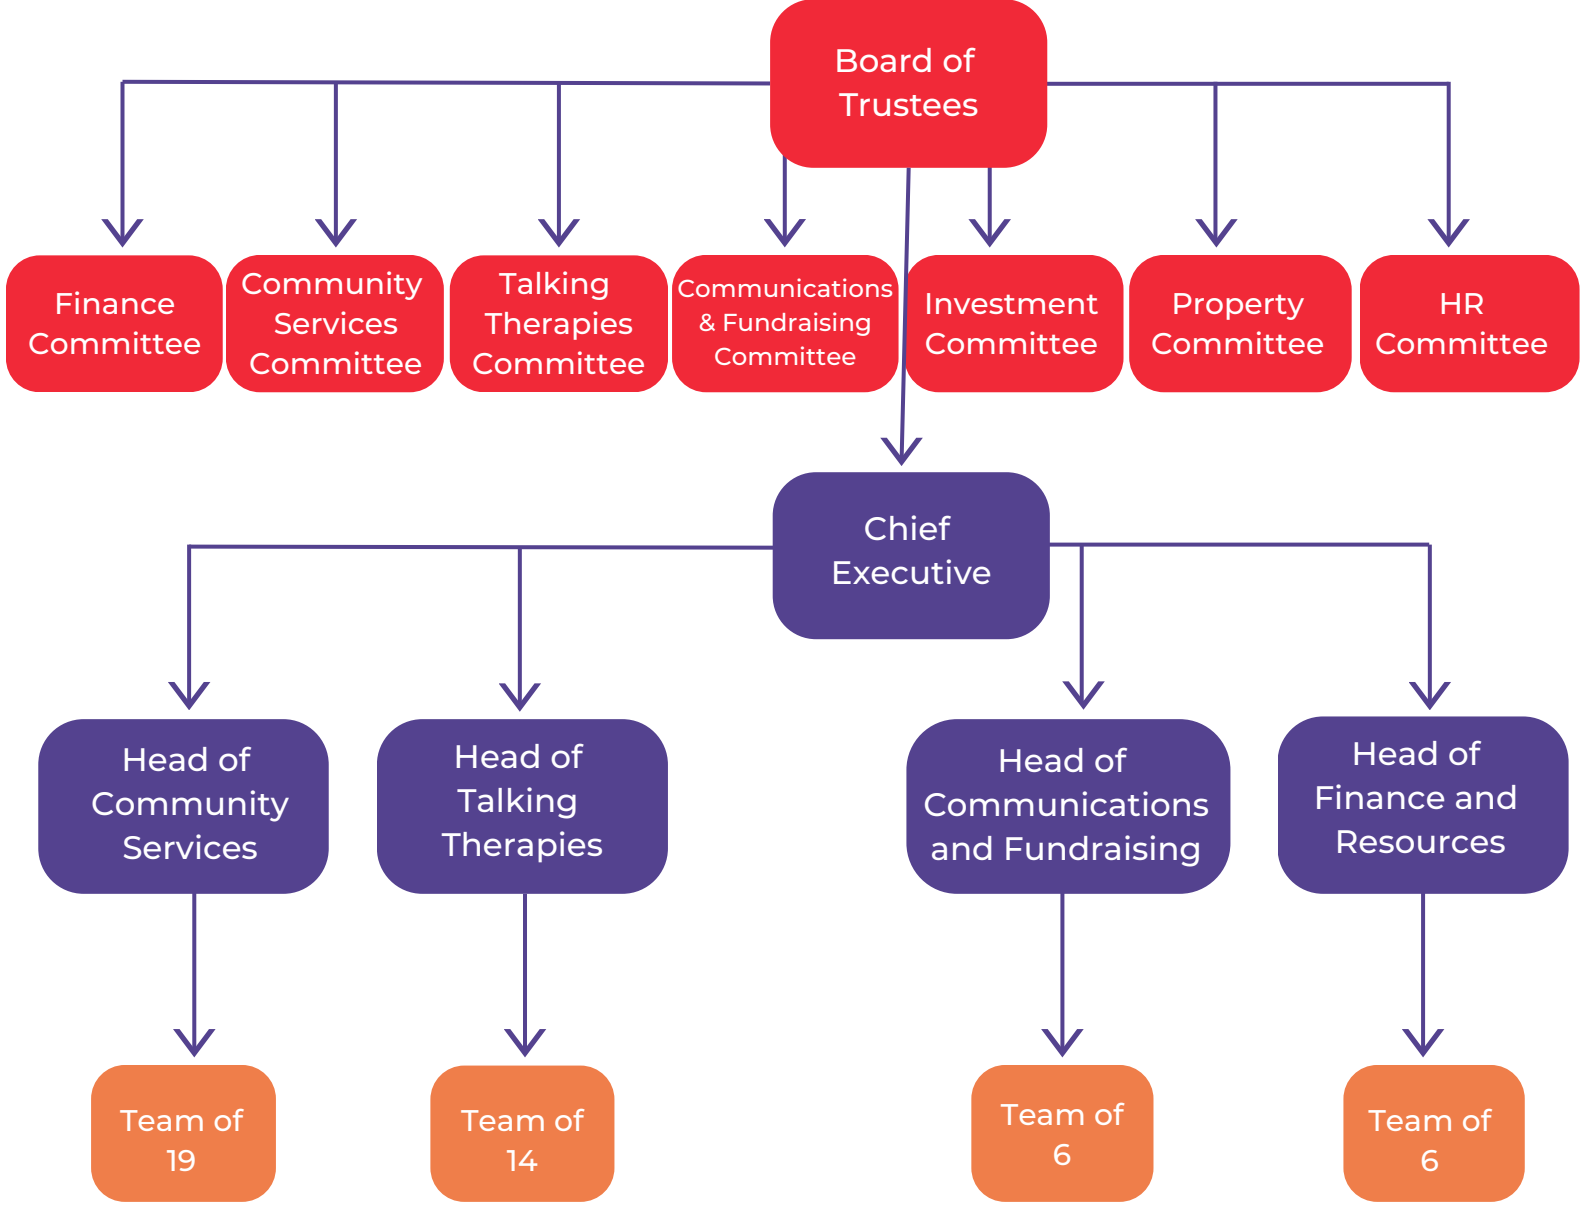 Board of
Trustees
Finance
Committee
Community
Services
Committee
Talking
Therapies
Committee
Communications
& Fundraising
Committee
Investment
Committee
Property
Committee
HR
Committee
Chief
Executive
Head of
Community
Services
Head of
Talking
Therapies
Head of
Communications
and Fundraising
Head of
Finance and
Resources
Team of
19
Team of
14
Team of
6
Team of
6